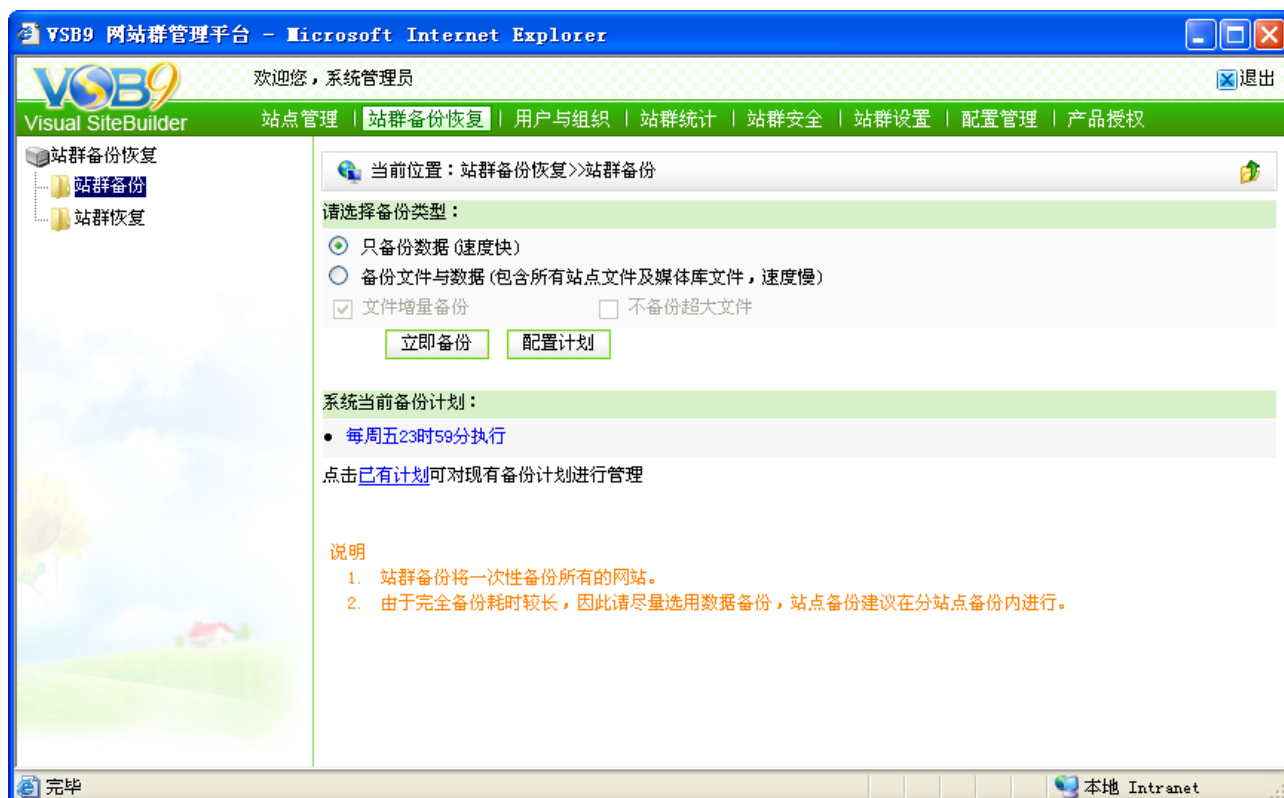 VSB9 网站群管理平台 - Microsoft Internet Explorer
VSB9
Visual SiteBuilder
欢迎您，系统管理员
退出
站点管理 | 站群备份恢复 | 用户与组织 | 站群统计 | 站群安全 | 站群设置 | 配置管理 | 产品授权
站群备份恢复
站群备份
站群恢复
当前位置：站群备份恢复>>站群备份
请选择备份类型：
只备份数据(速度快)
备份文件与数据(包含所有站点文件及媒体库文件，速度慢)
文件增量备份 不备份超大文件
立即备份 配置计划
系统当前备份计划：
• 每周五23时59分执行
点击已有计划可对现有备份计划进行管理
说明
1. 站群备份将一次性备份所有的网站。
2. 由于完全备份耗时较长，因此请尽量选用数据备份，站点备份建议在分站点备份内进行。
完毕
本地 Intranet